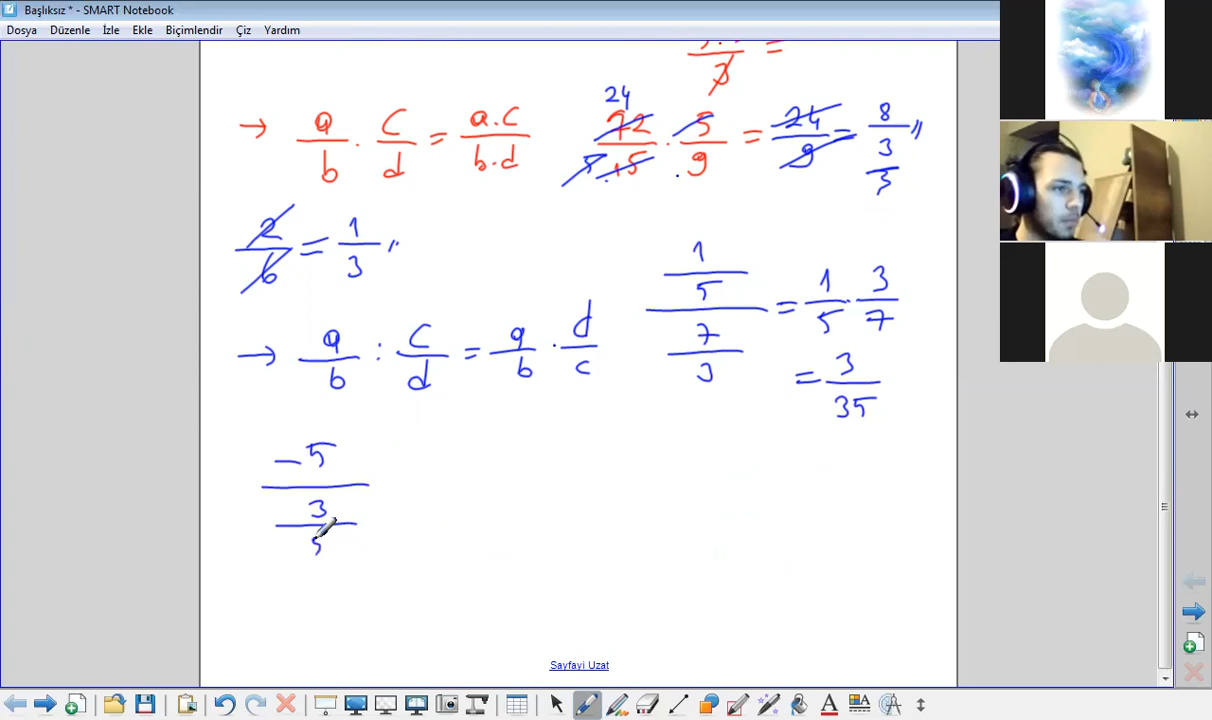 Başlıksız * - SMART Notebook
Dosya Düzenle İzle Ekle Biçimlendir Çiz Yardım
→ a/b . c/d = a.c/b.d
24
72/15 . 5/9 = 24/9 = 8/3
3/3
2/6 = 1/3
→ a/b : c/d = a/b . d/c
1/5 / 7/3 = 1/5 . 3/7
= 3/35
-5 / 3/5
Sayfayi Uzat